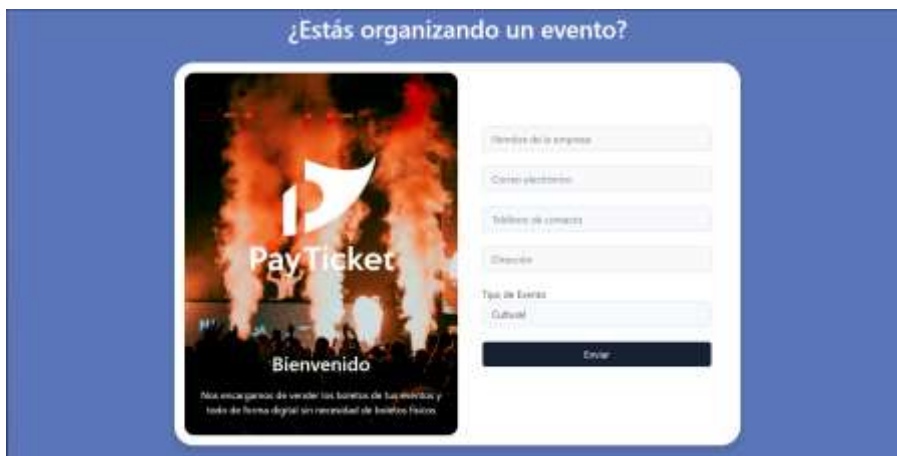 ¿Estás organizando un evento?
PayTicket
Bienvenido
Nos encargamos de vender los boletos de tus eventos y
todo de forma digital sin necesidad de boletos físicos
Nombre de la empresa
Correo electrónico
Teléfono de contacto
Dirección
Tipo de Evento
Cultural
Enviar